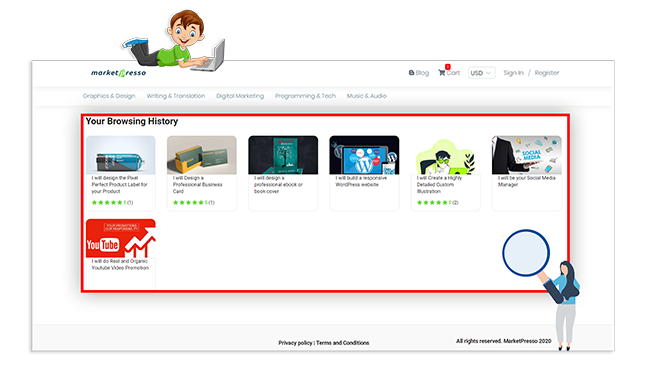 marketPresso
Blog Cart USD Sign In / Register
Graphics & Design Writing & Translation Digital Marketing Programming & Tech Music & Audio
Your Browsing History
I will design the Pixel
Perfect Product Label for
your Product
5 (1)
I will Design a
Professional Business
Card
5 (1)
I will design a
professional ebook or
book cover
I will build a responsive
WordPress website
I will Create a Highly
Detailed Custom
Illustration
5 (2)
SOCIAL
MEDIA
I will be your Social Media
Manager
YouTube
I will do Real and Organic
Youtube Video Promotion
Privacy policy | Terms and Conditions
All rights reserved. MarketPresso 2020